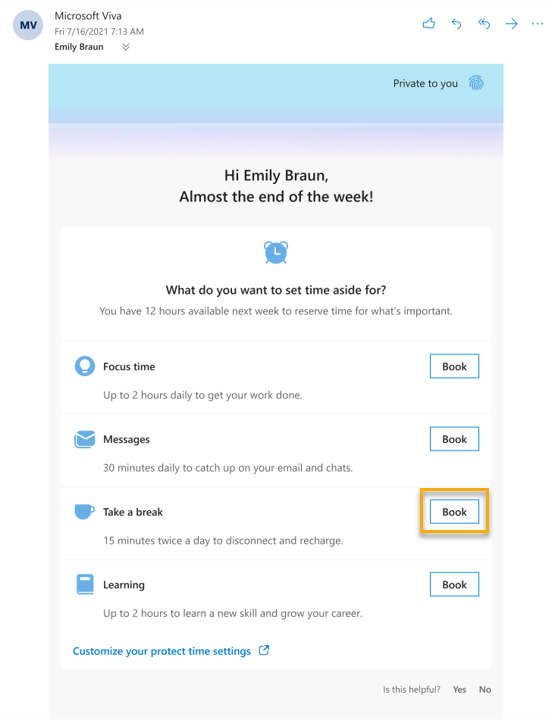 MV
Microsoft Viva
Fri 7/16/2021 7:13 AM
Emily Braun
Private to you
Hi Emily Braun,
Almost the end of the week!
What do you want to set time aside for?
You have 12 hours available next week to reserve time for what's important.
Focus time
Book
Up to 2 hours daily to get your work done.
Messages
Book
30 minutes daily to catch up on your email and chats.
Take a break
Book
15 minutes twice a day to disconnect and recharge.
Learning
Book
Up to 2 hours to learn a new skill and grow your career.
Customize your protect time settings
Is this helpful? Yes No